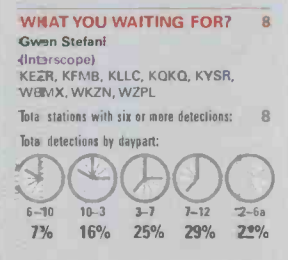 WHAT YOU WAITING FOR? 8
Gwen Stefani
(Interscope)
KEZR, KFMB, KLLC, KQKQ, KYSR,
WBMX, WKZN, WZPL
Total stations with six or more detections: 8
Total detections by daypart:
6–10 10–3 3–7 7–12 12–6a
7% 16% 25% 29%